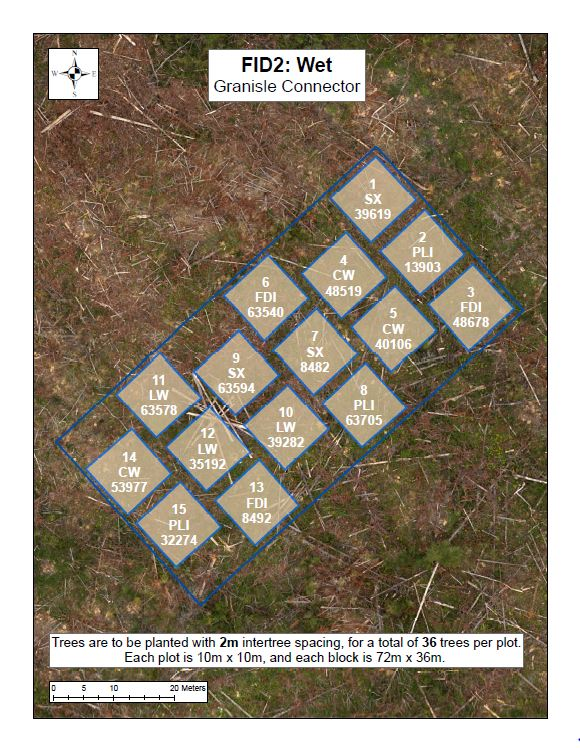 N
W E
S
FID2: Wet
Granisle Connector
1
SX
39619
2
PLI
13903
3
FDI
48678
4
CW
48519
5
CW
40106
6
FDI
63540
7
SX
8482
8
PLI
63705
9
SX
63594
10
LW
39282
11
LW
63578
12
LW
35192
13
FDI
8492
14
CW
53977
15
PLI
32274
Trees are to be planted with 2m intertree spacing, for a total of 36 trees per plot.
Each plot is 10m x 10m, and each block is 72m x 36m.
0 5 10 20 Meters